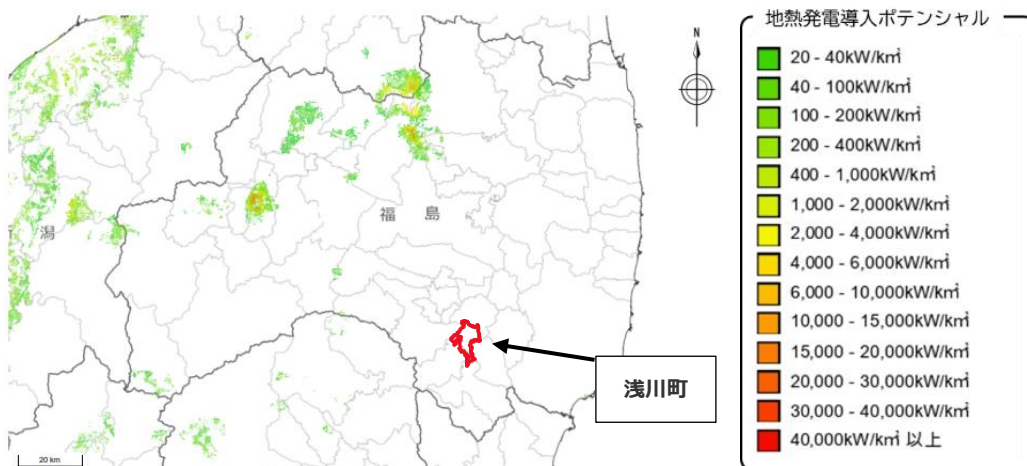 地熱発電導入ポテンシャル
N
20 - 40kW/k㎡
40 - 100kW/k㎡
100 - 200kW/k㎡
200 - 400kW/k㎡
400 - 1,000kW/k㎡
1,000 - 2,000kW/k㎡
2,000 - 4,000kW/k㎡
4,000 - 6,000kW/k㎡
6,000 - 10,000kW/k㎡
10,000 - 15,000kW/k㎡
15,000 - 20,000kW/k㎡
20,000 - 30,000kW/k㎡
30,000 - 40,000kW/k㎡
40,000kW/k㎡ 以上
福 島
潟
浅川町
20 km